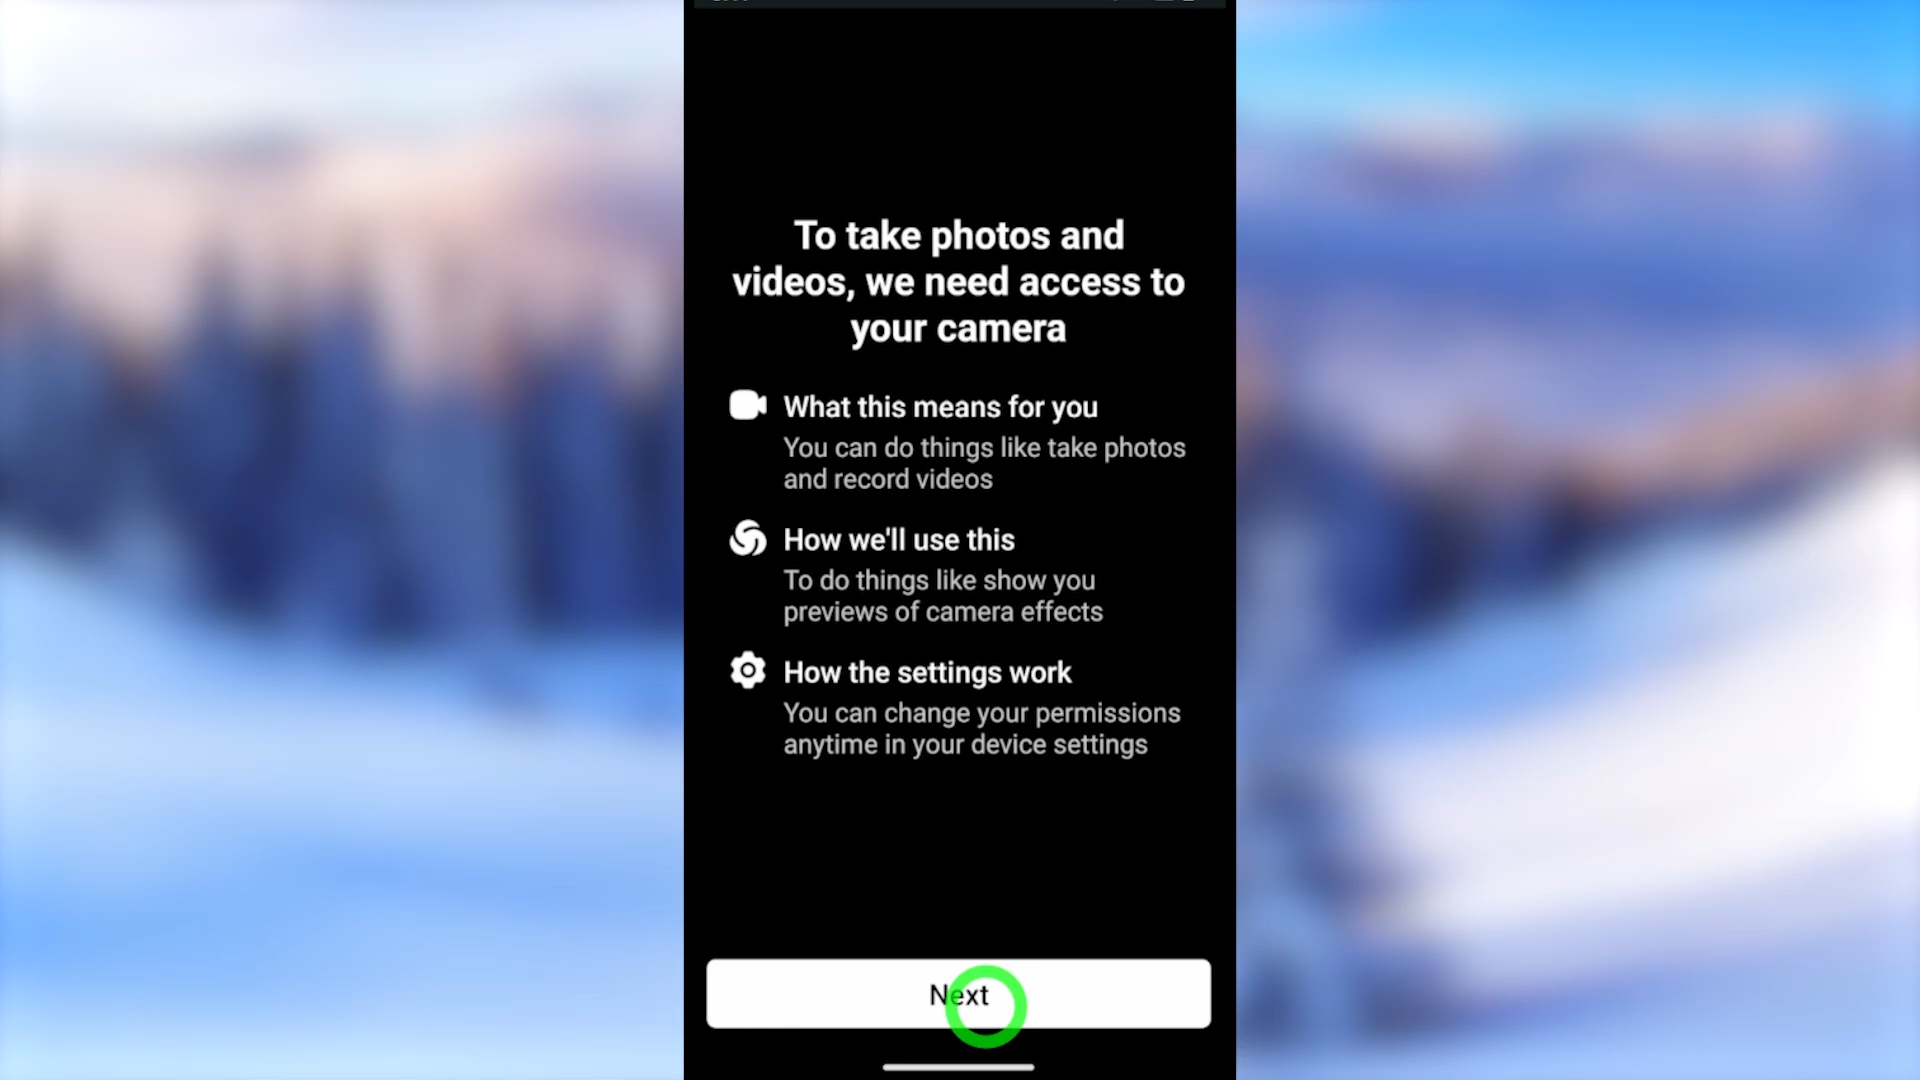 To take photos and
videos, we need access to
your camera
What this means for you
You can do things like take photos
and record videos
How we'll use this
To do things like show you
previews of camera effects
How the settings work
You can change your permissions
anytime in your device settings
Next